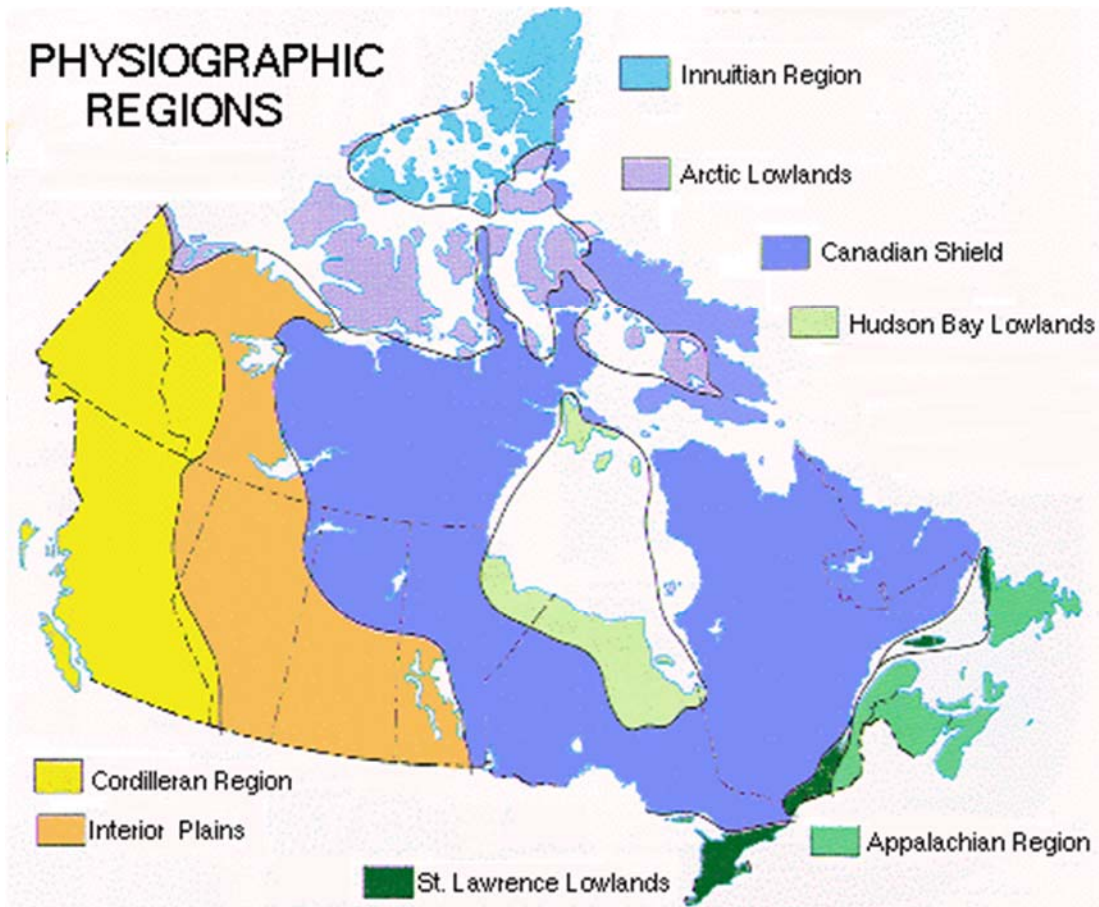 PHYSIOGRAPHIC
REGIONS
Innuitian Region
Arctic Lowlands
Canadian Shield
Hudson Bay Lowlands
Cordilleran Region
Interior Plains
Appalachian Region
St. Lawrence Lowlands